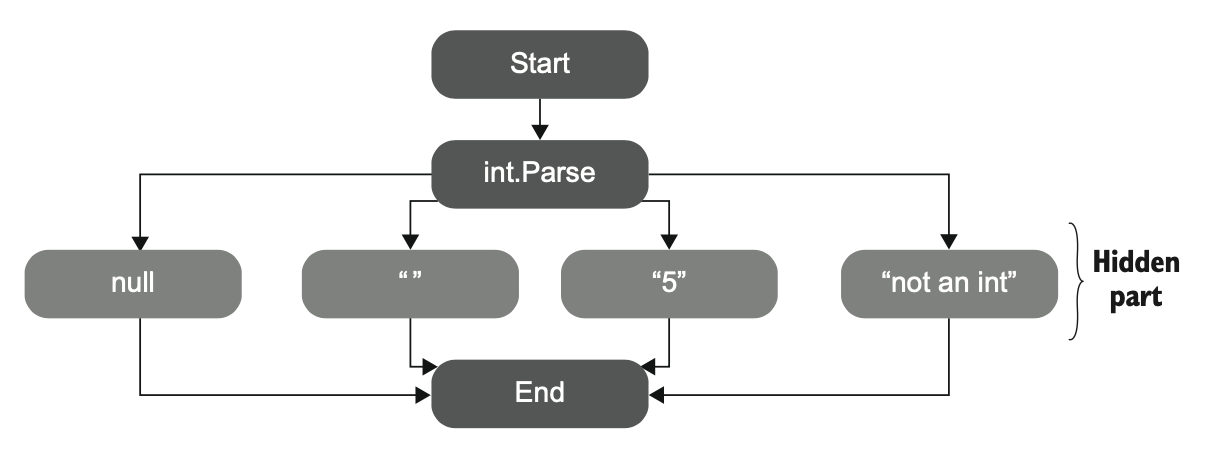 Start
int.Parse
null
“ ”
“5”
“not an int”
Hidden
part
End